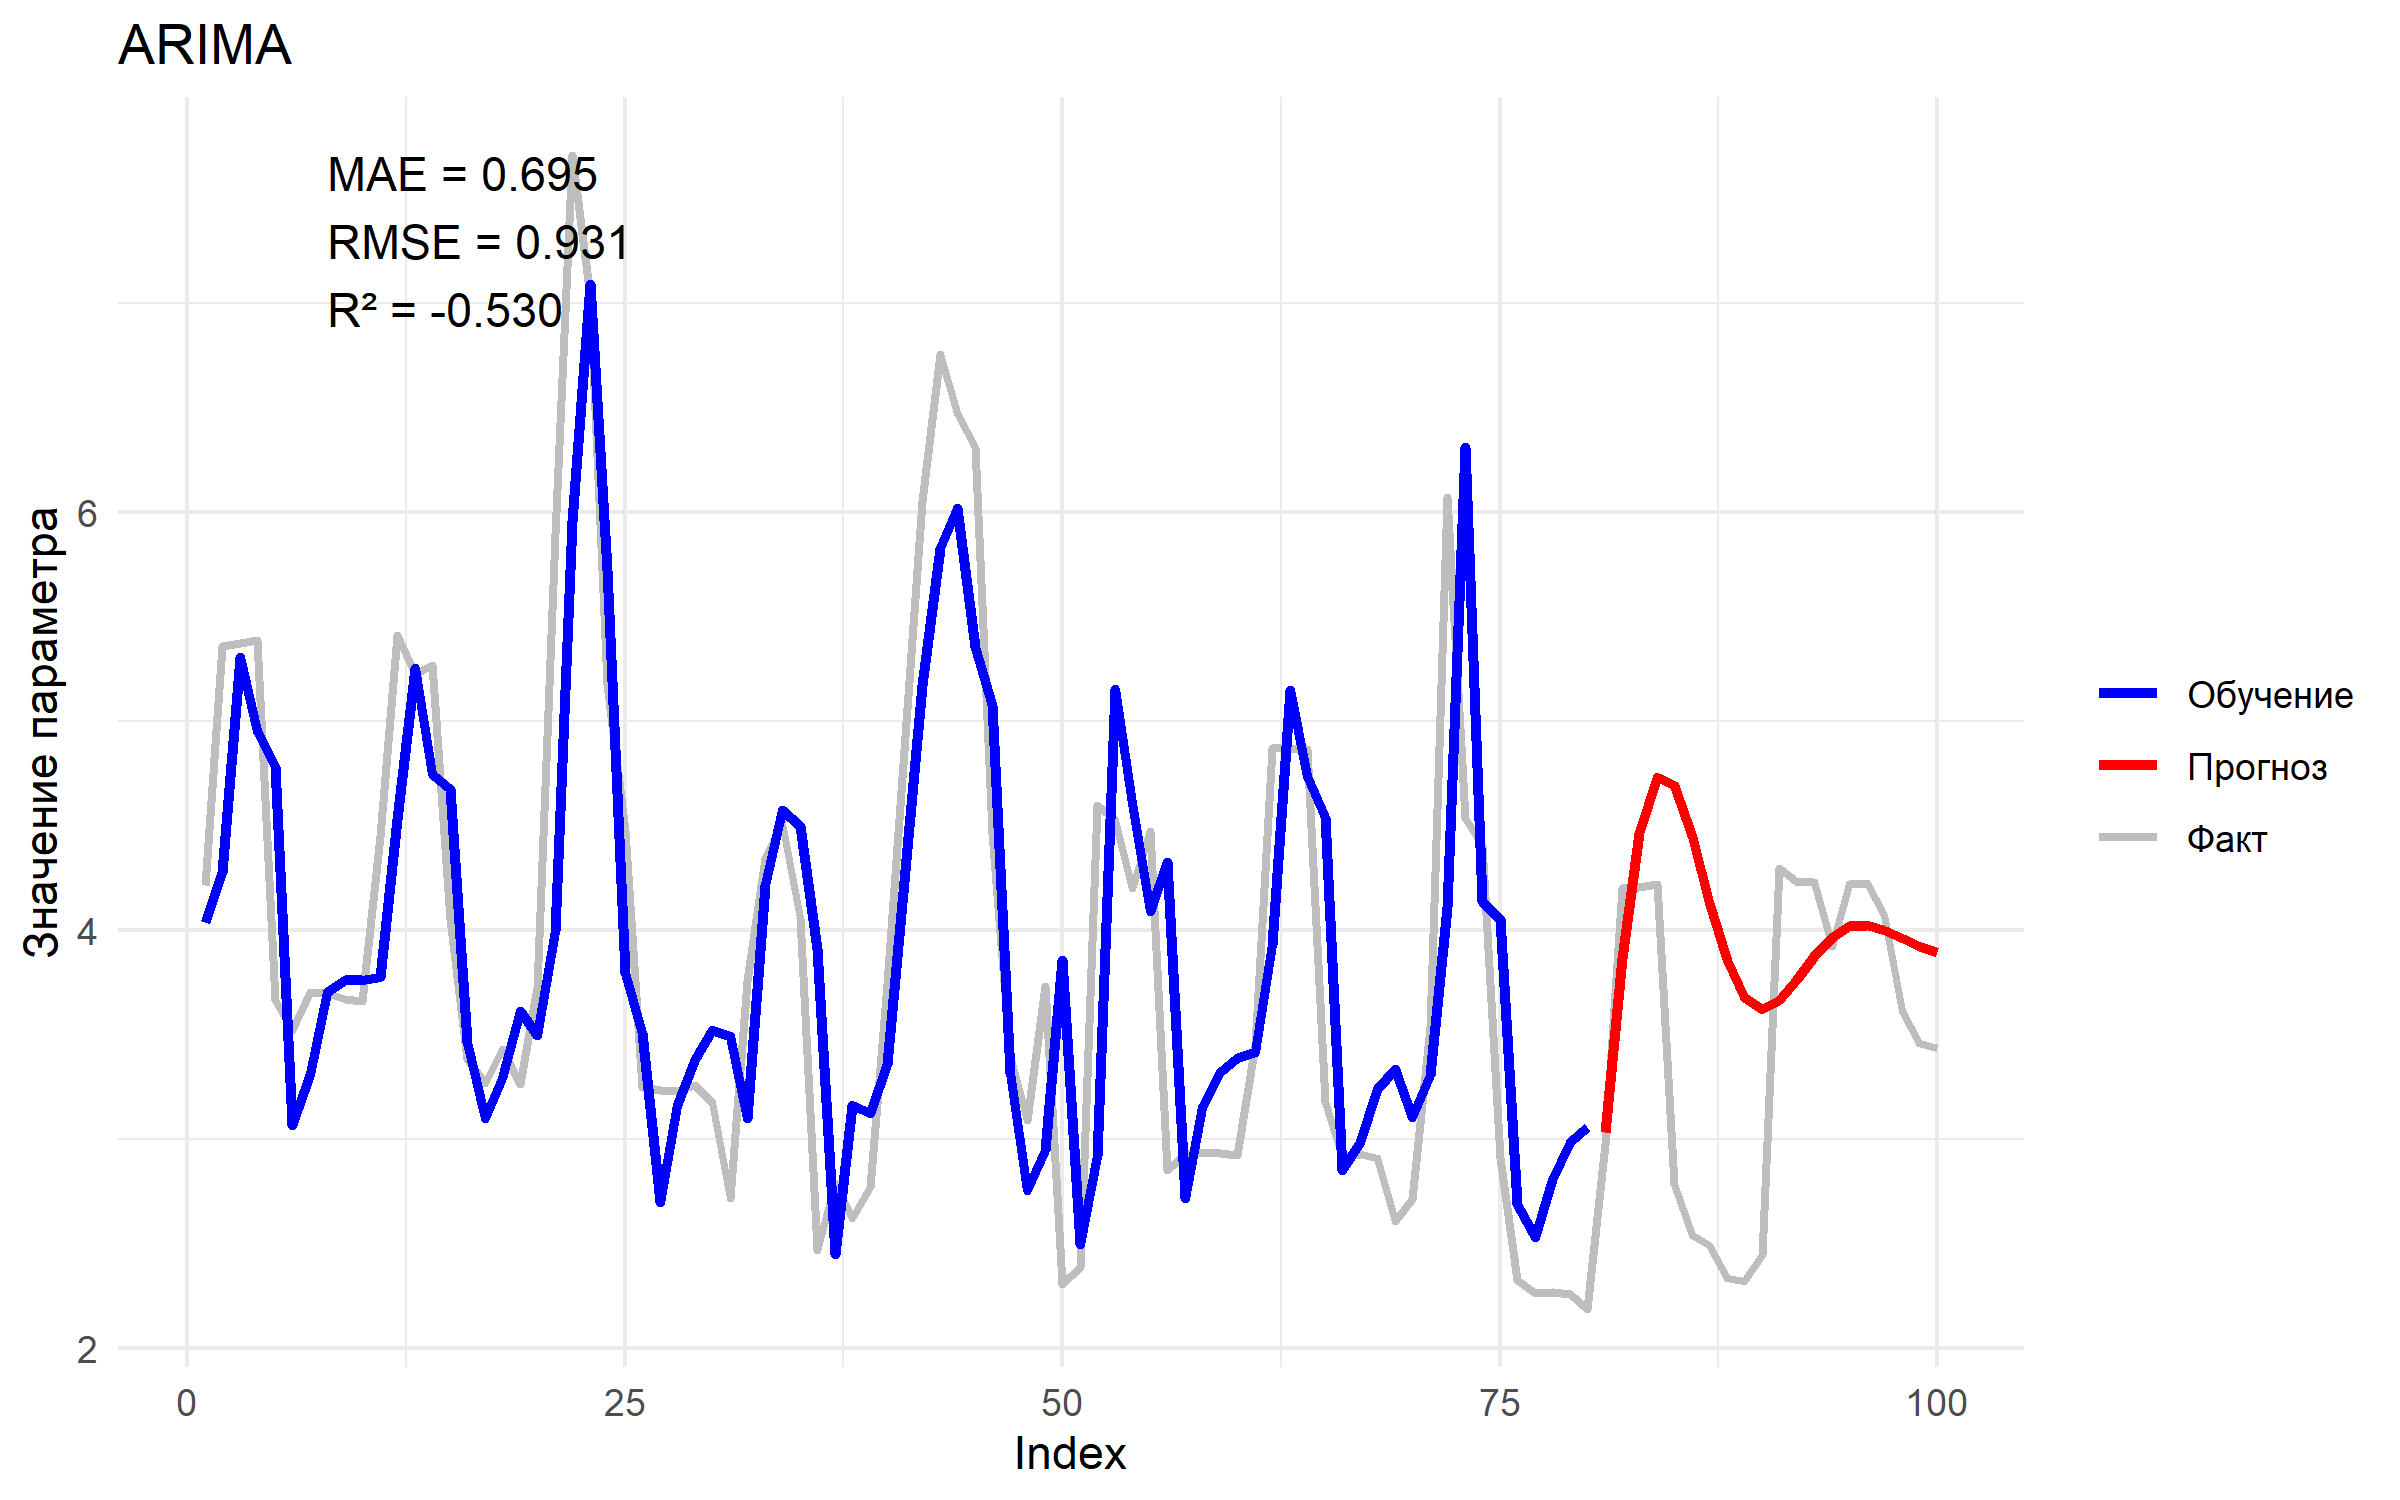 ARIMA
MAE = 0.695
RMSE = 0.931
R² = -0.530
Значение параметра
6
4
2
0
25
50
75
100
Index
Обучение
Прогноз
Факт